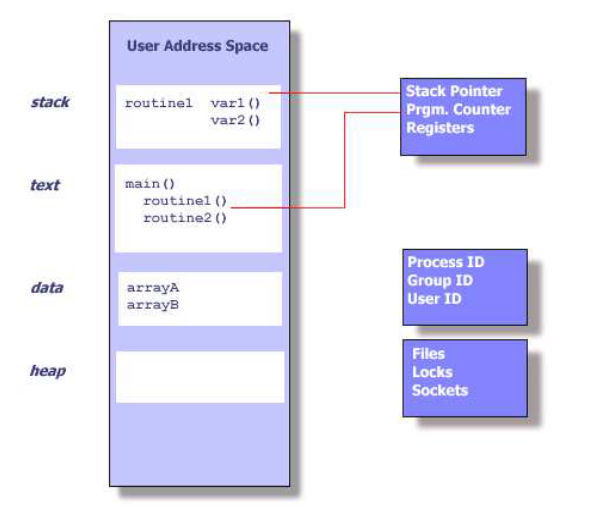 User Address Space
stack
routine1 var1()
var2()
text
main()
routine1()
routine2()
data
arrayA
arrayB
heap
Stack Pointer
Prgm. Counter
Registers
Process ID
Group ID
User ID
Files
Locks
Sockets